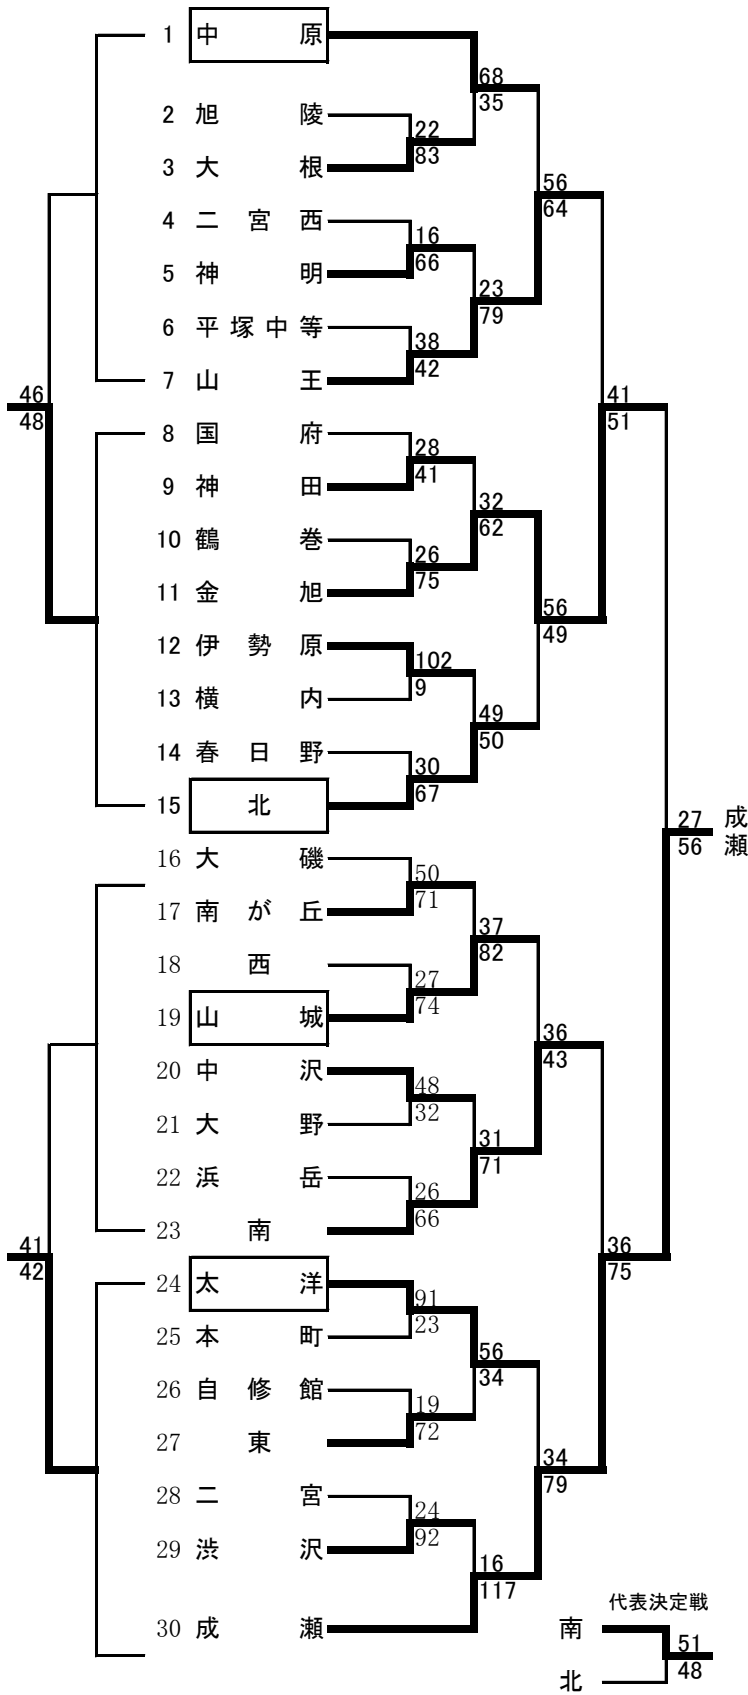 1 中原
68
35
2 旭陵
22
83
3 大根
56
64
4 二宮西
16
66
5 神明
23
79
6 平塚中等
38
42
7 山王
46
48
41
51
8 国府
28
41
9 神田
32
62
10 鶴巻
26
75
11 金旭
56
49
12 伊勢原
102
9
13 横内
49
50
14 春日野
30
67
15 北
27
56
成瀬
16 大磯
50
71
17 南が丘
37
82
18 西
27
74
19 山城
36
43
20 中沢
48
32
21 大野
31
71
22 浜岳
26
66
23 南
41
42
36
75
24 太洋
91
23
25 本町
56
34
26 自修館
19
72
27 東
34
79
28 二宮
24
92
29 渋沢
16
117
30 成瀬
代表決定戦
南
51
48
北